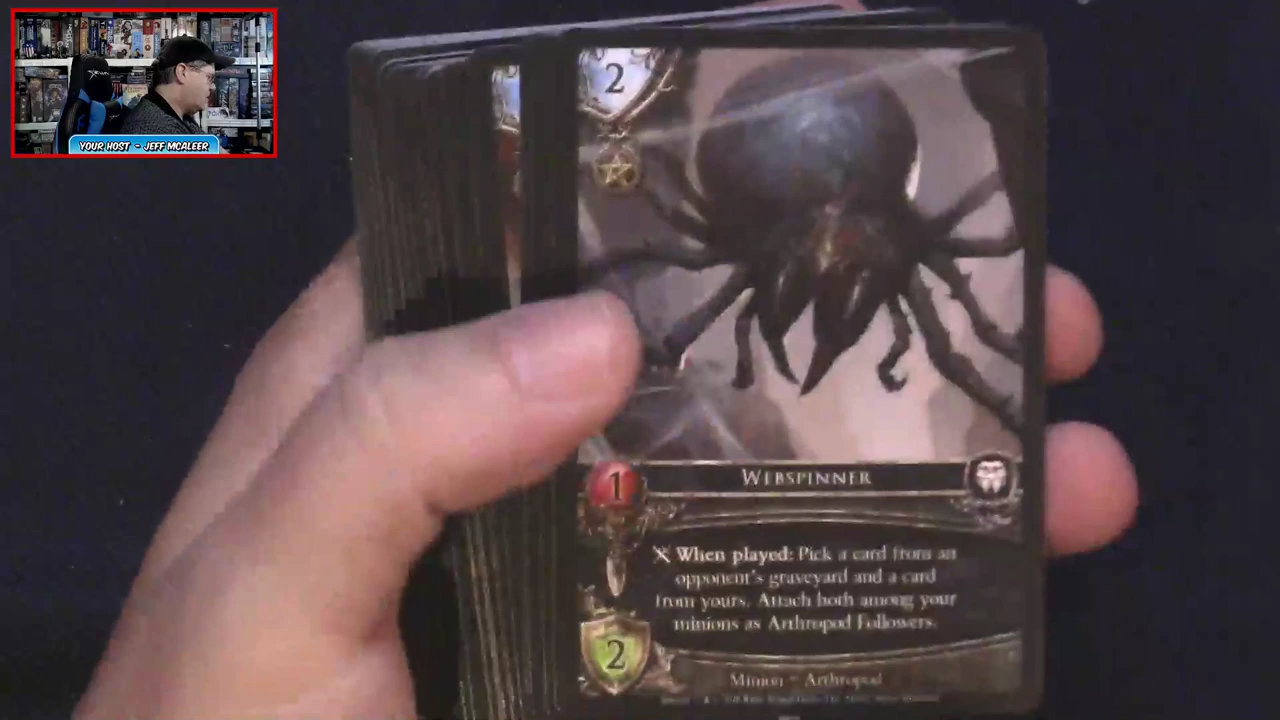 YOUR HOST - JEFF MCALEER
2
1
WEBSPINNER
When played: Pick a card from an
opponent's graveyard and a card
from yours. Attach both among your
minions as Arthropod Followers.
2
Minion - Arthropod